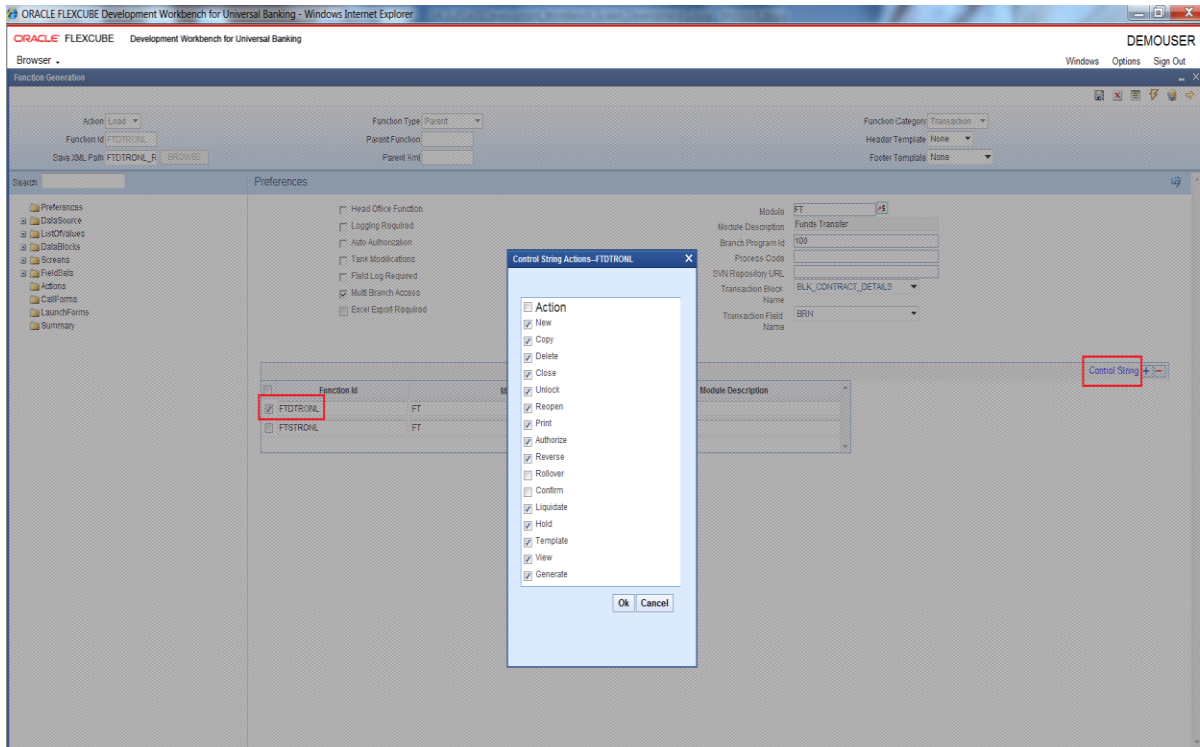 ORACLE FLEXCUBE Development Workbench for Universal Banking - Windows Internet Explorer
ORACLE FLEXCUBE Development Workbench for Universal Banking
DEMOUSER
Browser
Windows Options Sign Out
Function Generation
Action Load
Function Type Parent
Function Category Transaction
Function Id FTDTRONL
Parent Function
Header Template None
Save XML Path FTDTRONL_R BROWSE
Parent Xml
Footer Template None
Search
Preferences
Preferences
DataSource
ListOfValues
DataBlocks
Screens
FieldSets
Actions
CallForms
LaunchForms
Summary
Head Office Function
Logging Required
Auto Authorization
Tank Modifications
Field Log Required
Multi Branch Access
Excel Export Required
Module FT
Module Description Funds Transfer
Branch Program Id 100
Process Code
SVN Repository URL
Transaction Block Name BLK_CONTRACT_DETAILS
Transaction Field Name BRN
Control String + -
Function Id
Module Description
FTDTRONL FT
FTSTRONL FT
Control String Actions--FTDTRONL X
Action
New
Copy
Delete
Close
Unlock
Reopen
Print
Authorize
Reverse
Rollover
Confirm
Liquidate
Hold
Template
View
Generate
Ok Cancel